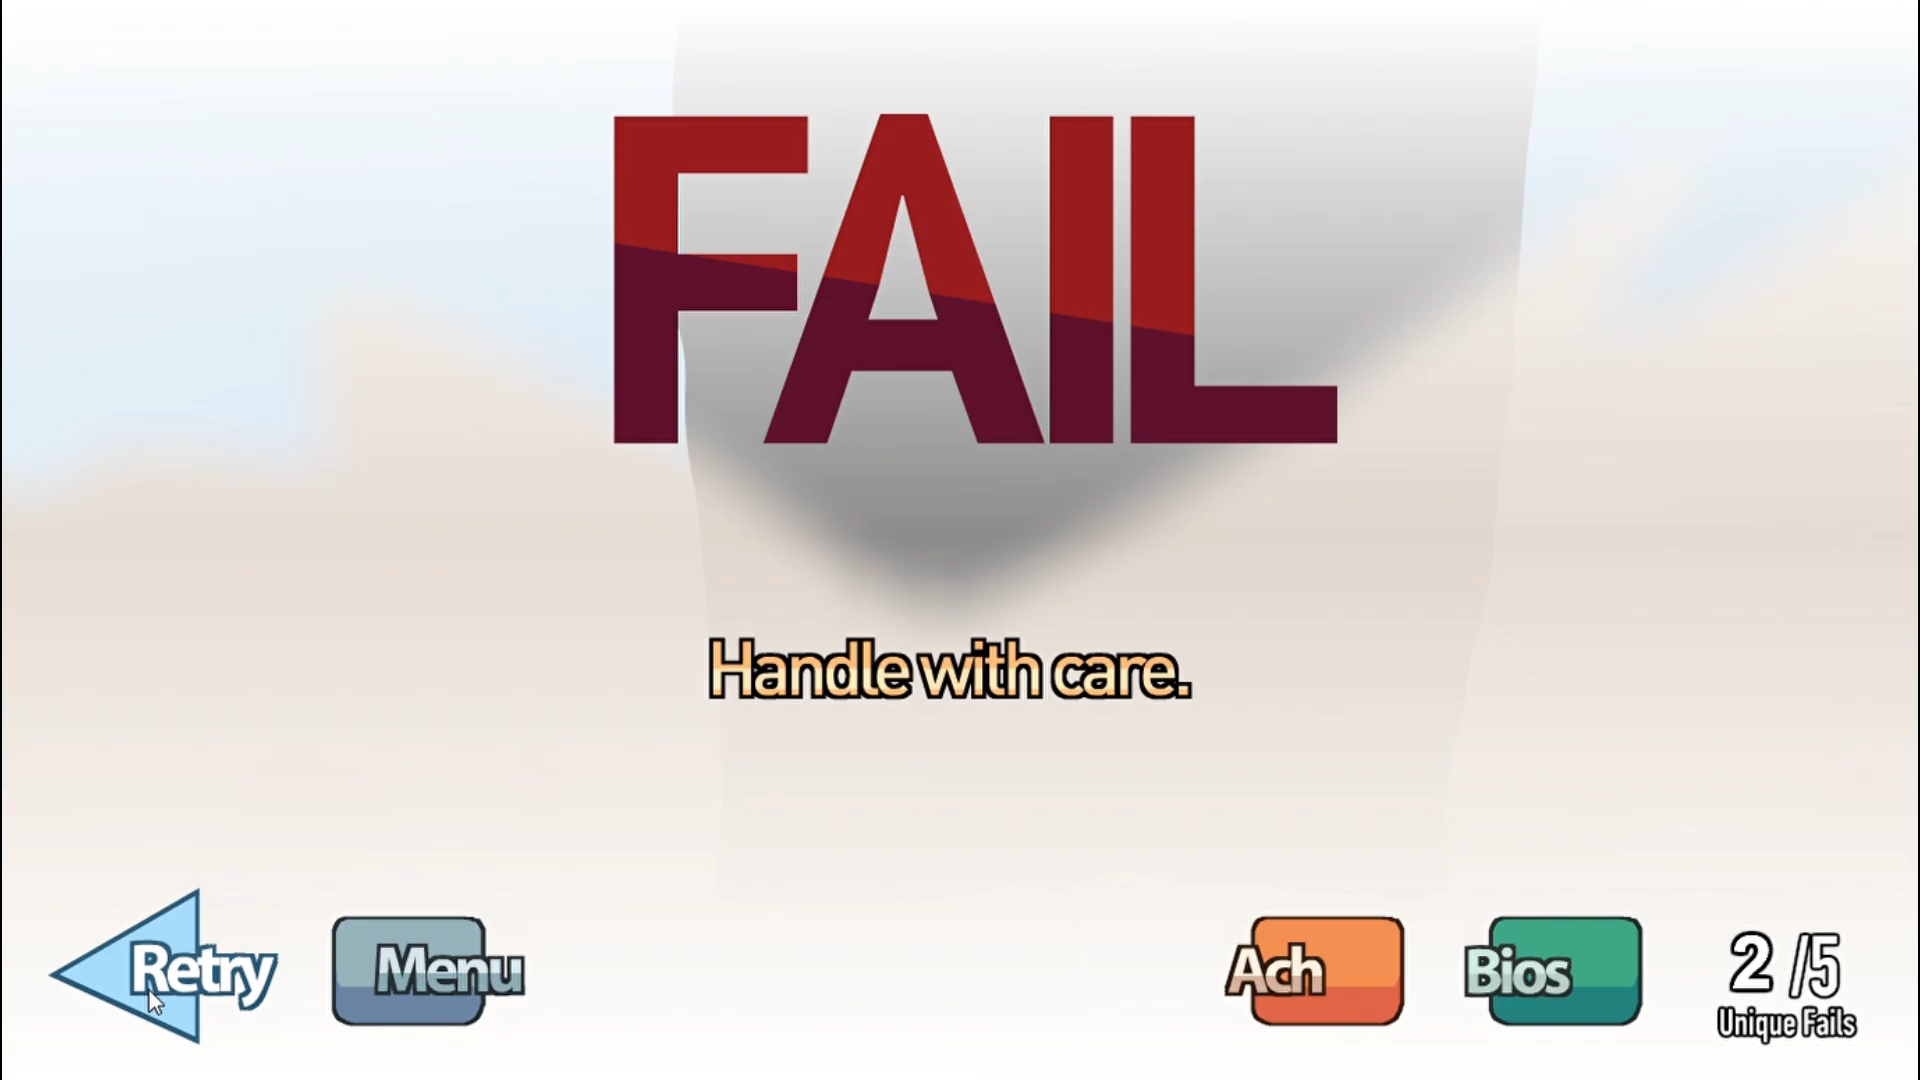 FAIL
Handle with care.
Retry
Menu
Ach
Bios
2 /5
Unique Fails